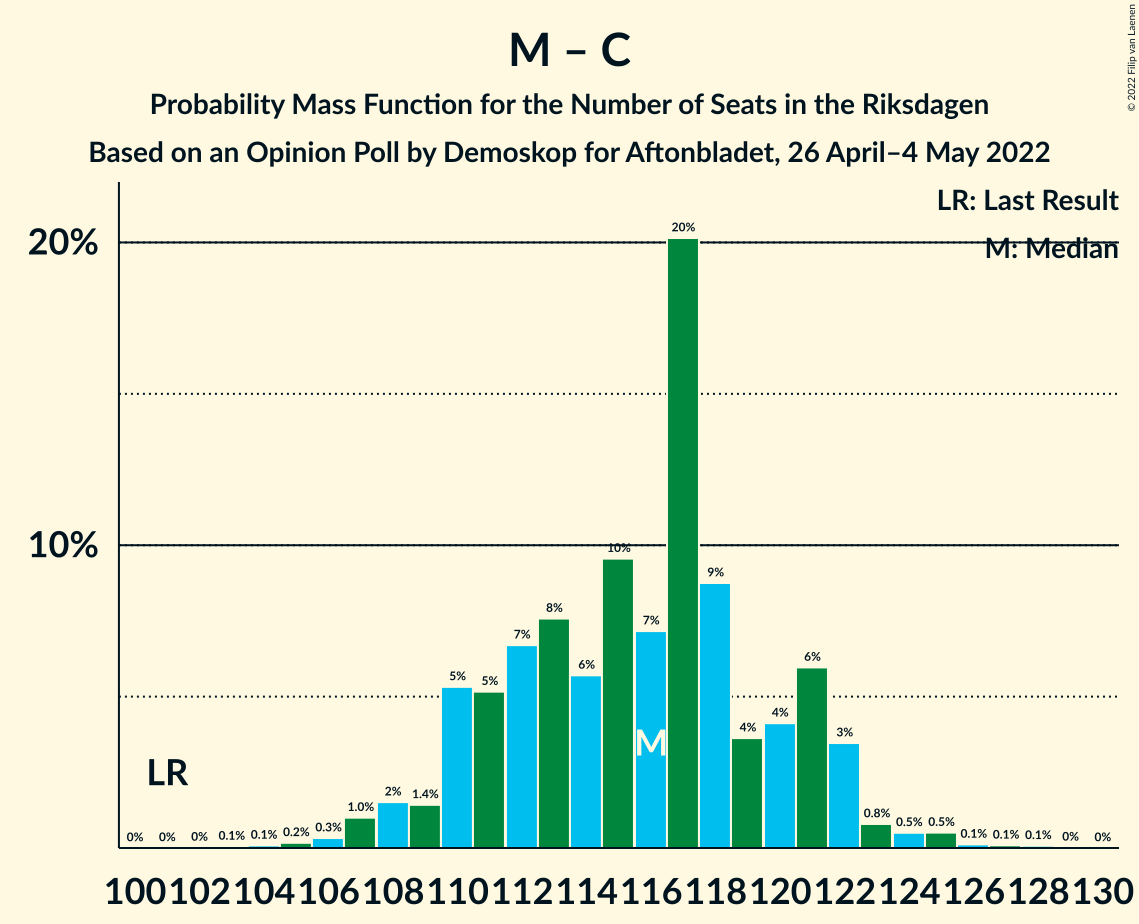 © 2022 Filip van Laenen
M – C
Probability Mass Function for the Number of Seats in the Riksdagen
Based on an Opinion Poll by Demoskop for Aftonbladet, 26 April–4 May 2022
LR: Last Result
M: Median
20%
10%
0% 0% 0% 0.1% 0.1% 0.2% 0.3% 1.0% 2% 1.4% 5% 5% 7% 8% 6% 10% 7% 20% 9% 4% 4% 6% 3% 0.8% 0.5% 0.5% 0.1% 0.1% 0.1% 0% 0%
LR
M
100 102 104 106 108 110 112 114 116 118 120 122 124 126 128 130